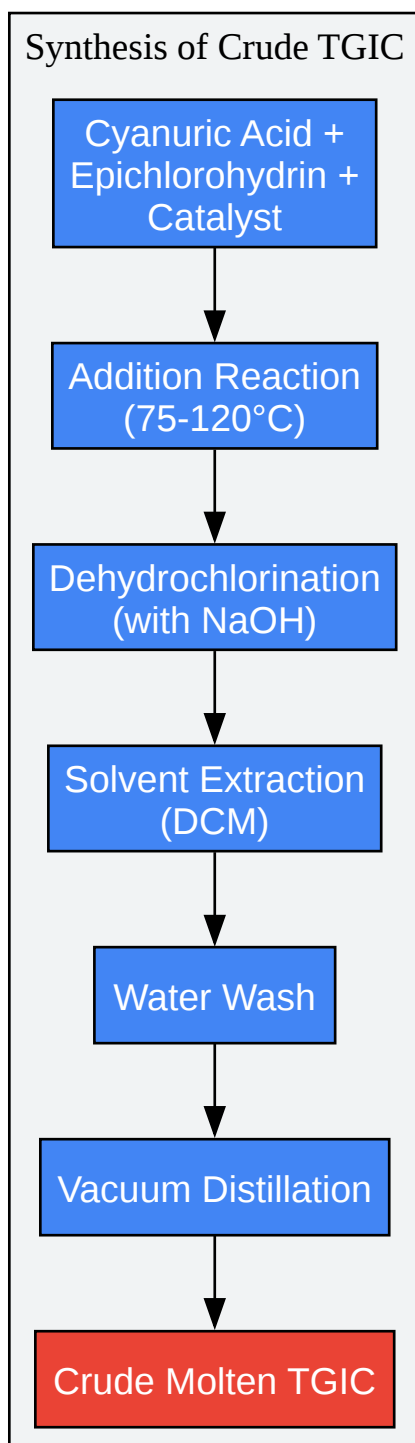 Synthesis of Crude TGIC
Cyanuric Acid +
Epichlorohydrin +
Catalyst
Addition Reaction
(75-120°C)
Dehydrochlorination
(with NaOH)
Solvent Extraction
(DCM)
Water Wash
Vacuum Distillation
Crude Molten TGIC